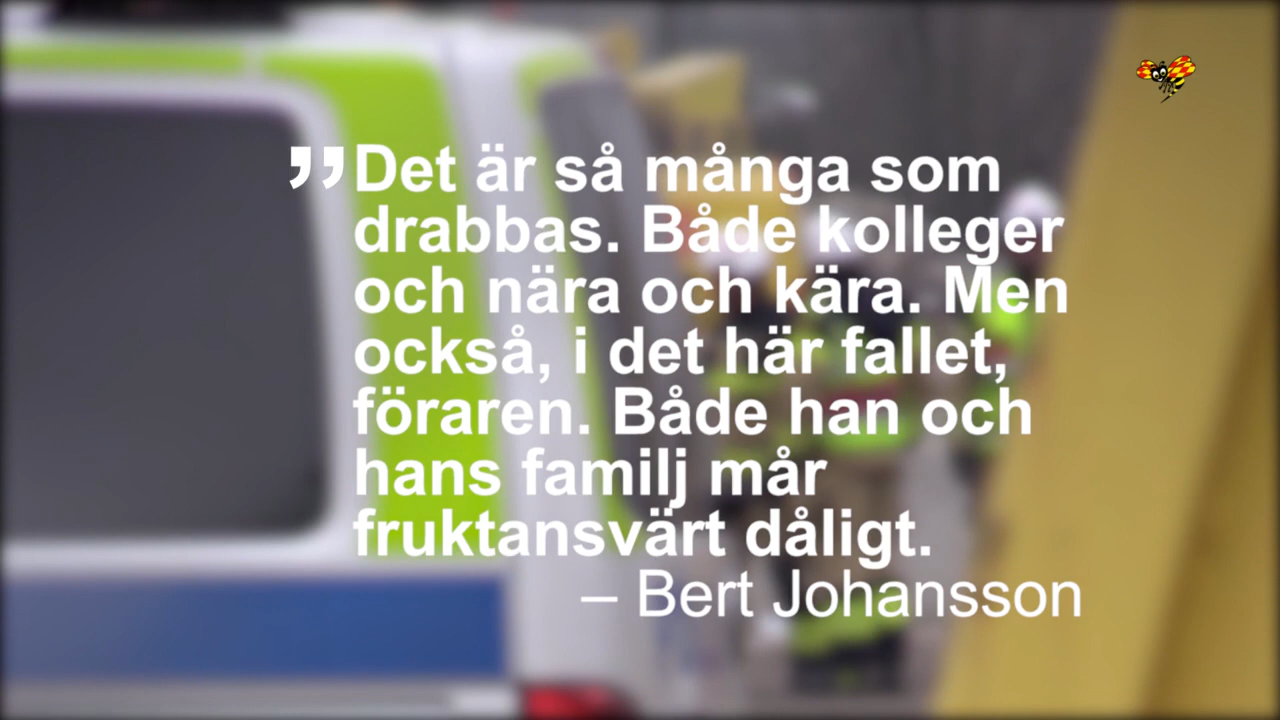 ”Det är så många som
drabbas. Både kolleger
och nära och kära. Men
också, i det här fallet,
föraren. Både han och
hans familj mår
fruktansvärt dåligt.
– Bert Johansson